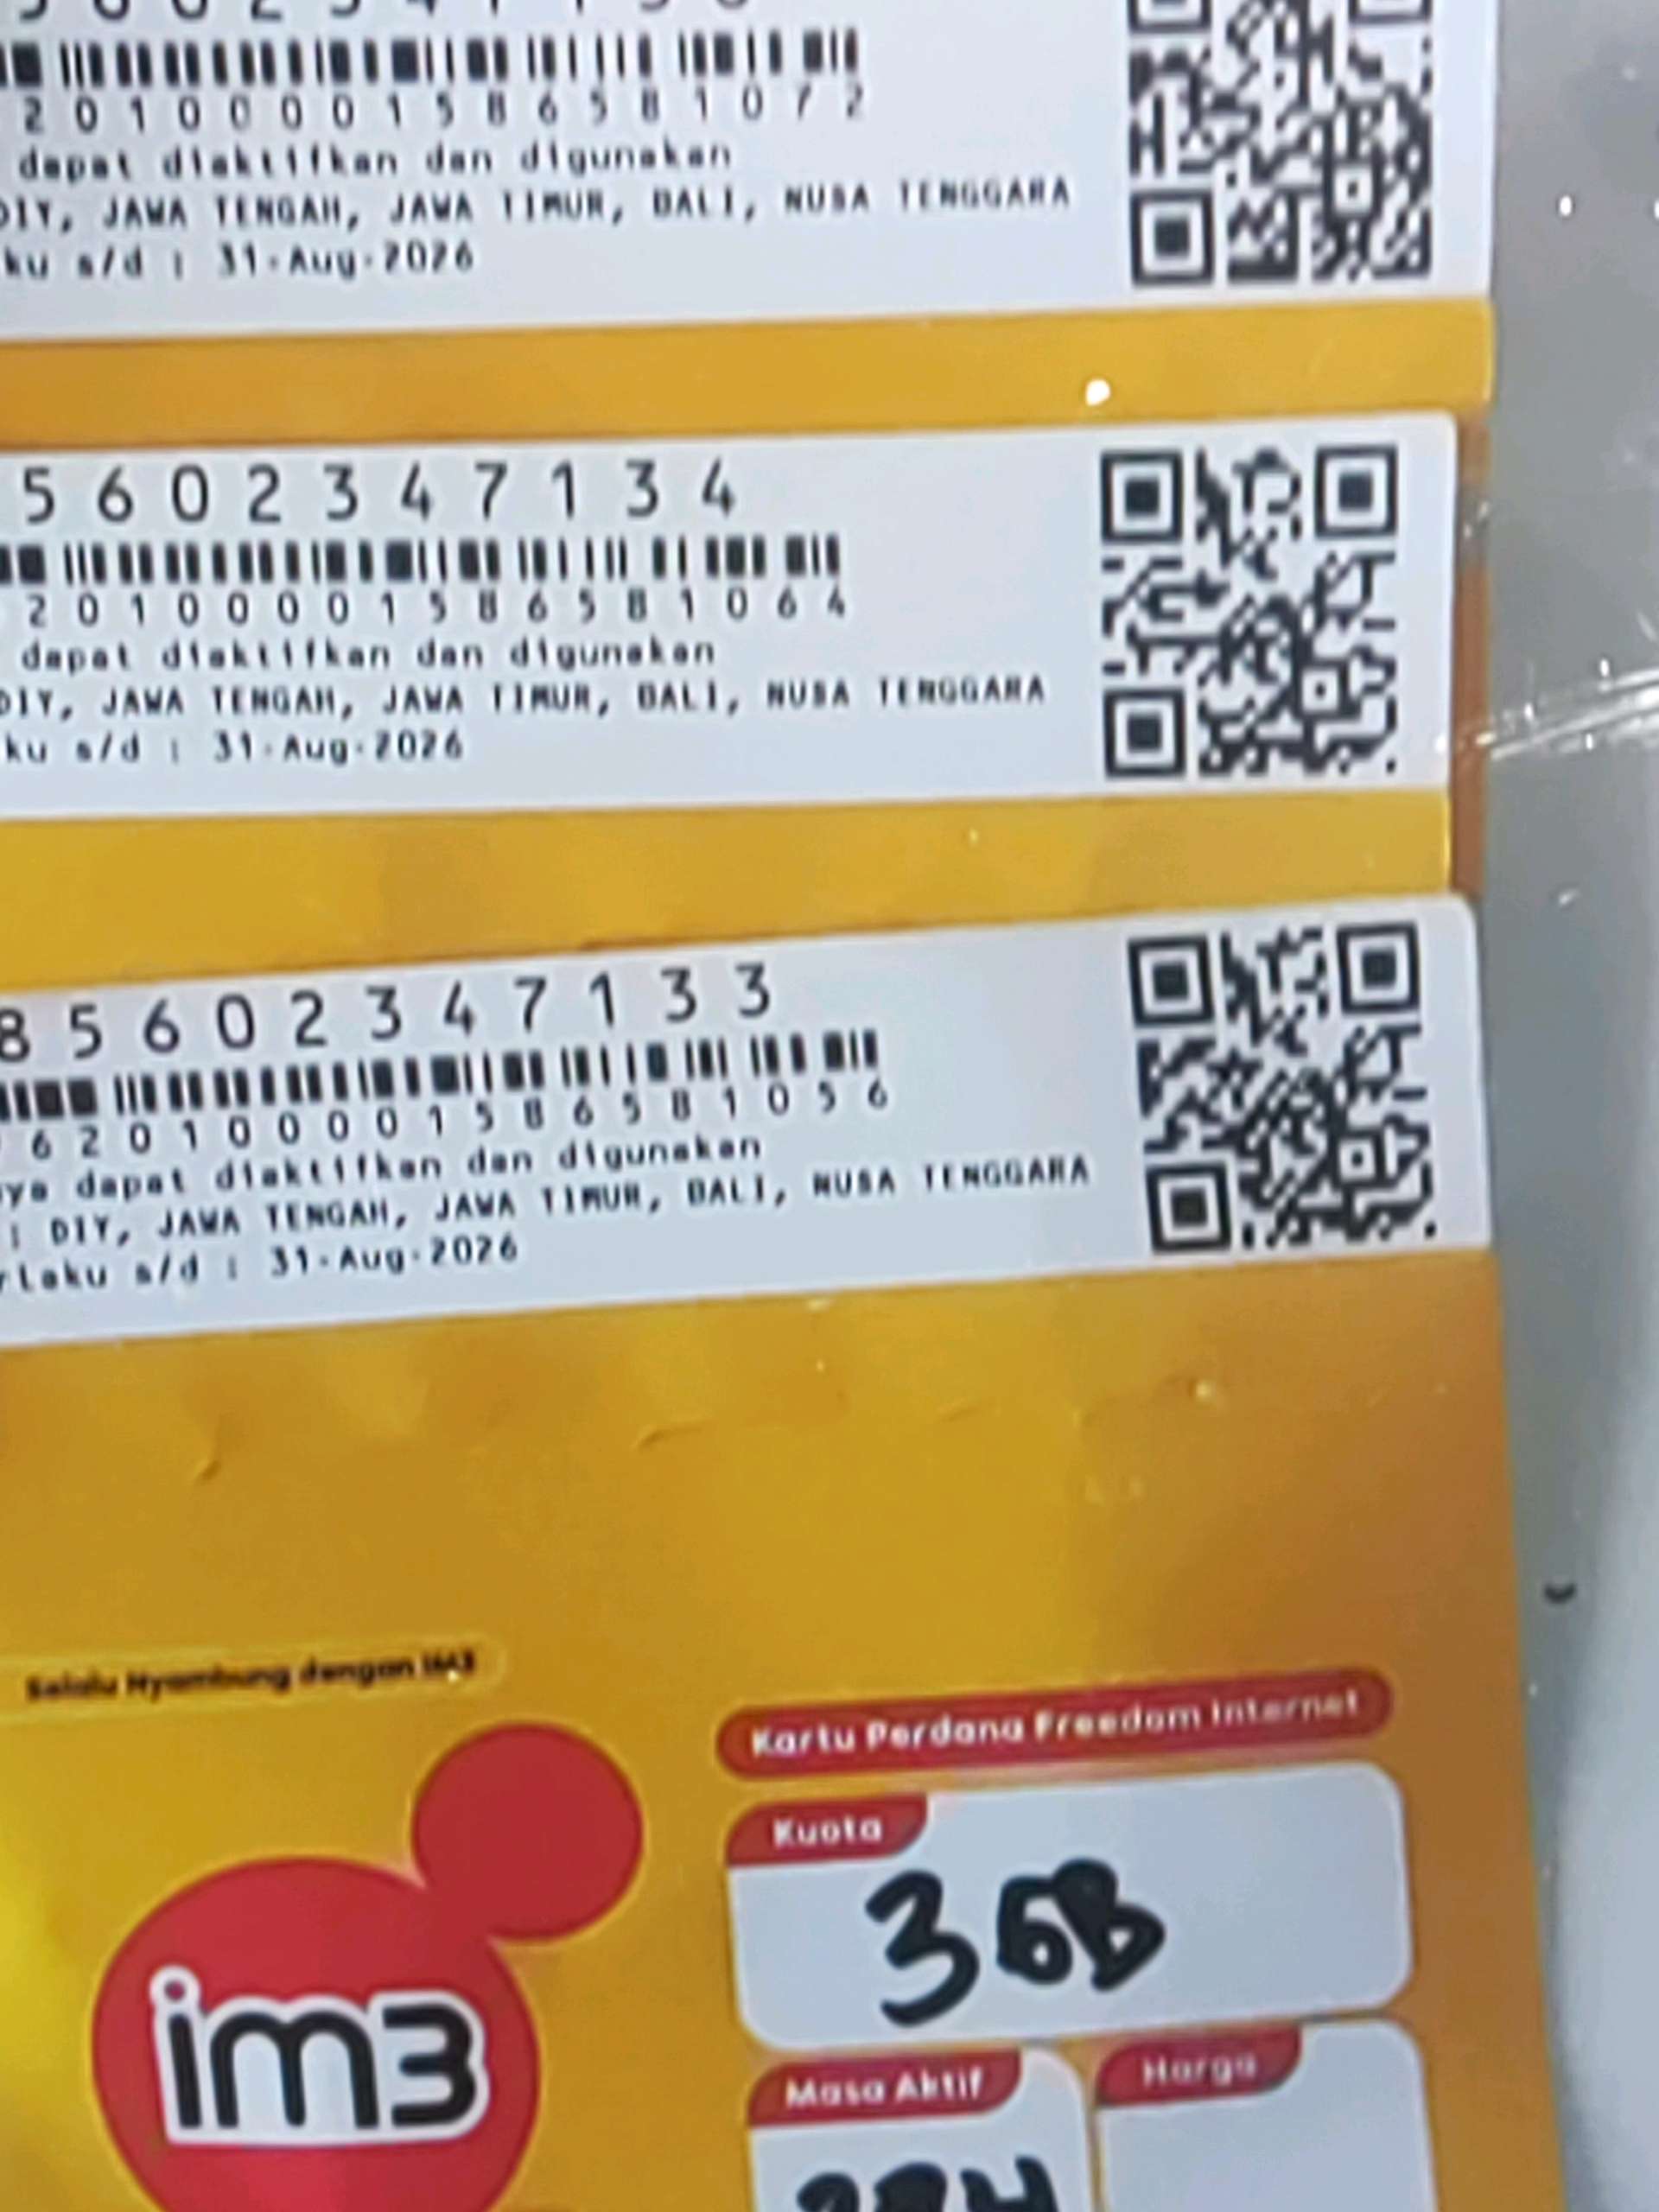 2 0 1 0 0 0 0 1 5 8 6 5 8 1 0 7 2
dapat diaktifkan dan digunakan
DIY, JAWA TENGAH, JAWA TIMUR, BALI, NUSA TENGGARA
ku s/d : 31-Aug-2026
5 6 0 2 3 4 7 1 3 4
2 0 1 0 0 0 0 1 5 8 6 5 8 1 0 6 4
dapat diaktifkan dan digunakan
DIY, JAWA TENGAH, JAWA TIMUR, BALI, NUSA TENGGARA
ku s/d : 31-Aug-2026
8 5 6 0 2 3 4 7 1 3 3
6 2 0 1 0 0 0 0 1 5 8 6 5 8 1 0 5 6
ya dapat diaktifkan dan digunakan
: DIY, JAWA TENGAH, JAWA TIMUR, BALI, NUSA TENGGARA
rlaku s/d : 31-Aug-2026
Selalu Nyambung dengan IM3
Kartu Perdana Freedom Internet
Kuota
3 GB
im3
Masa Aktif
Harga